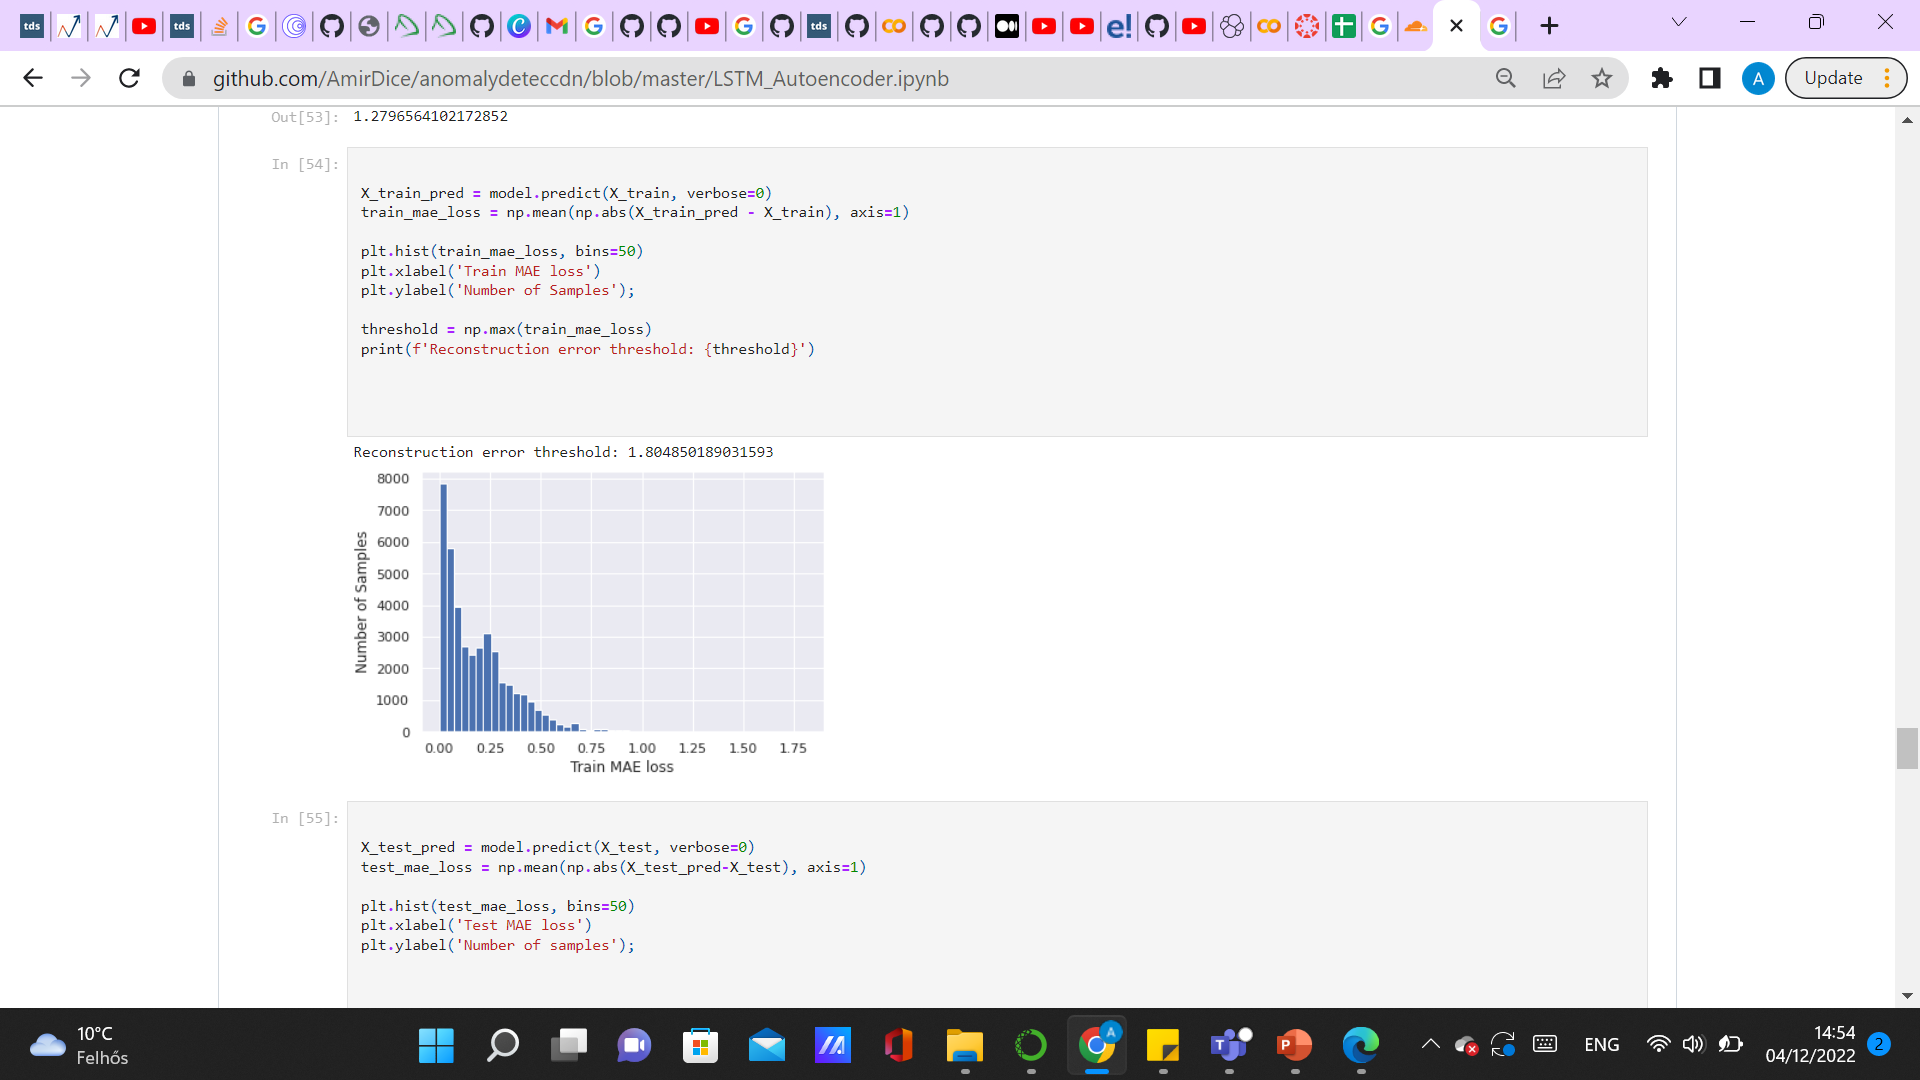 tds
tds
tds
e!
Update
A
github.com/AmirDice/anomalydeteccdn/blob/master/LSTM_Autoencoder.ipynb
Out[53]: 1.2796564102172852
In [54]:
X_train_pred = model.predict(X_train, verbose=0)
train_mae_loss = np.mean(np.abs(X_train_pred - X_train), axis=1)
plt.hist(train_mae_loss, bins=50)
plt.xlabel('Train MAE loss')
plt.ylabel('Number of Samples');
threshold = np.max(train_mae_loss)
print(f'Reconstruction error threshold: {threshold}')
Reconstruction error threshold: 1.804850189031593
8000
7000
6000
5000
4000
3000
2000
1000
0
Number of Samples
0.00 0.25 0.50 0.75 1.00 1.25 1.50 1.75
Train MAE loss
In [55]:
X_test_pred = model.predict(X_test, verbose=0)
test_mae_loss = np.mean(np.abs(X_test_pred-X_test), axis=1)
plt.hist(test_mae_loss, bins=50)
plt.xlabel('Test MAE loss')
plt.ylabel('Number of samples');
10°C
Felhős
A
ENG
14:54
04/12/2022
2